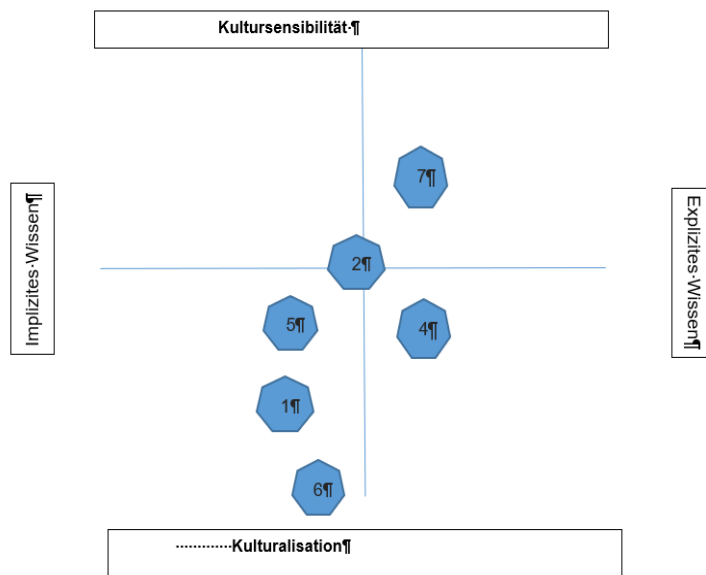 Kultursensibilität·¶
7¶
Implizites·Wissen¶
Explizites·Wissen¶
2¶
5¶
4¶
1¶
6¶
············Kulturalisation¶